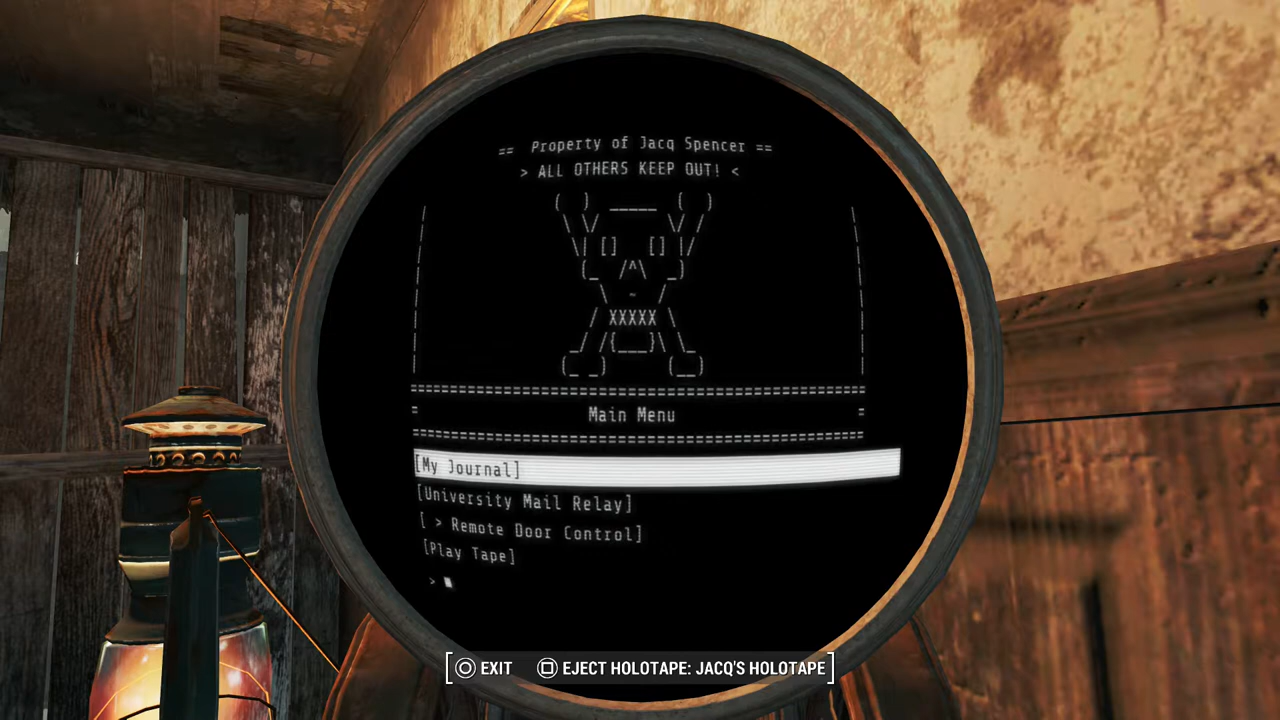 == Property of Jacq Spencer ==
> ALL OTHERS KEEP OUT! <
XXXXX
Main Menu
[My Journal]
[University Mail Relay]
[ > Remote Door Control]
[Play Tape]
>
EXIT EJECT HOLOTAPE: JACQ'S HOLOTAPE